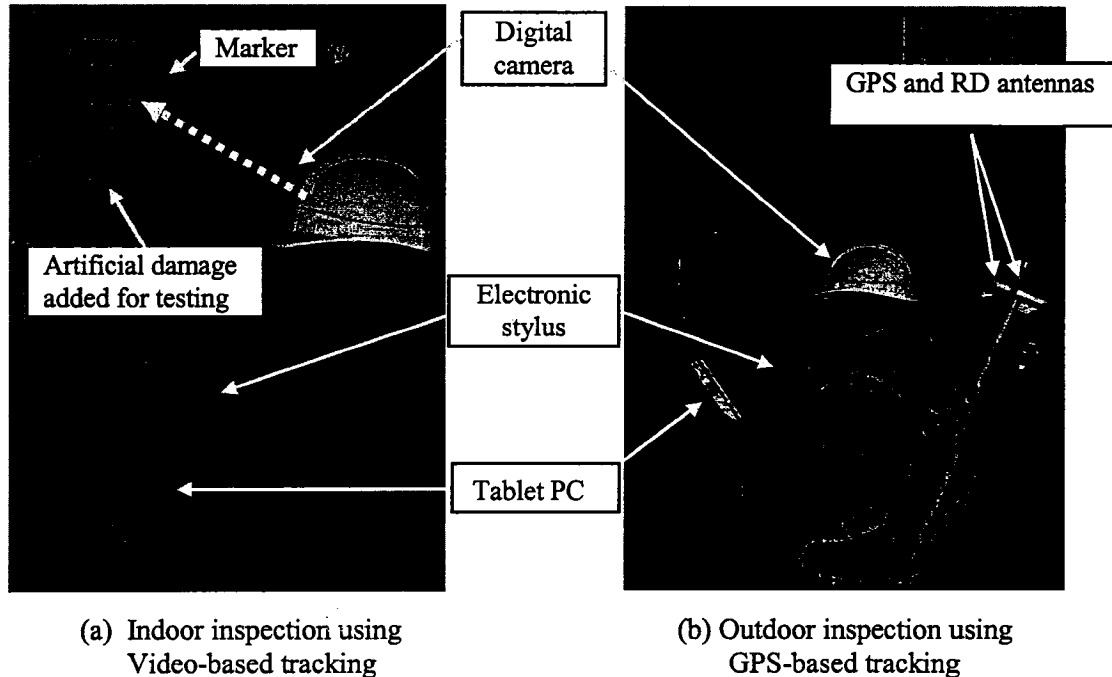 Marker
Digital
camera
GPS and RD antennas
Artificial damage
added for testing
Electronic
stylus
Tablet PC
(a) Indoor inspection using
Video-based tracking
(b) Outdoor inspection using
GPS-based tracking